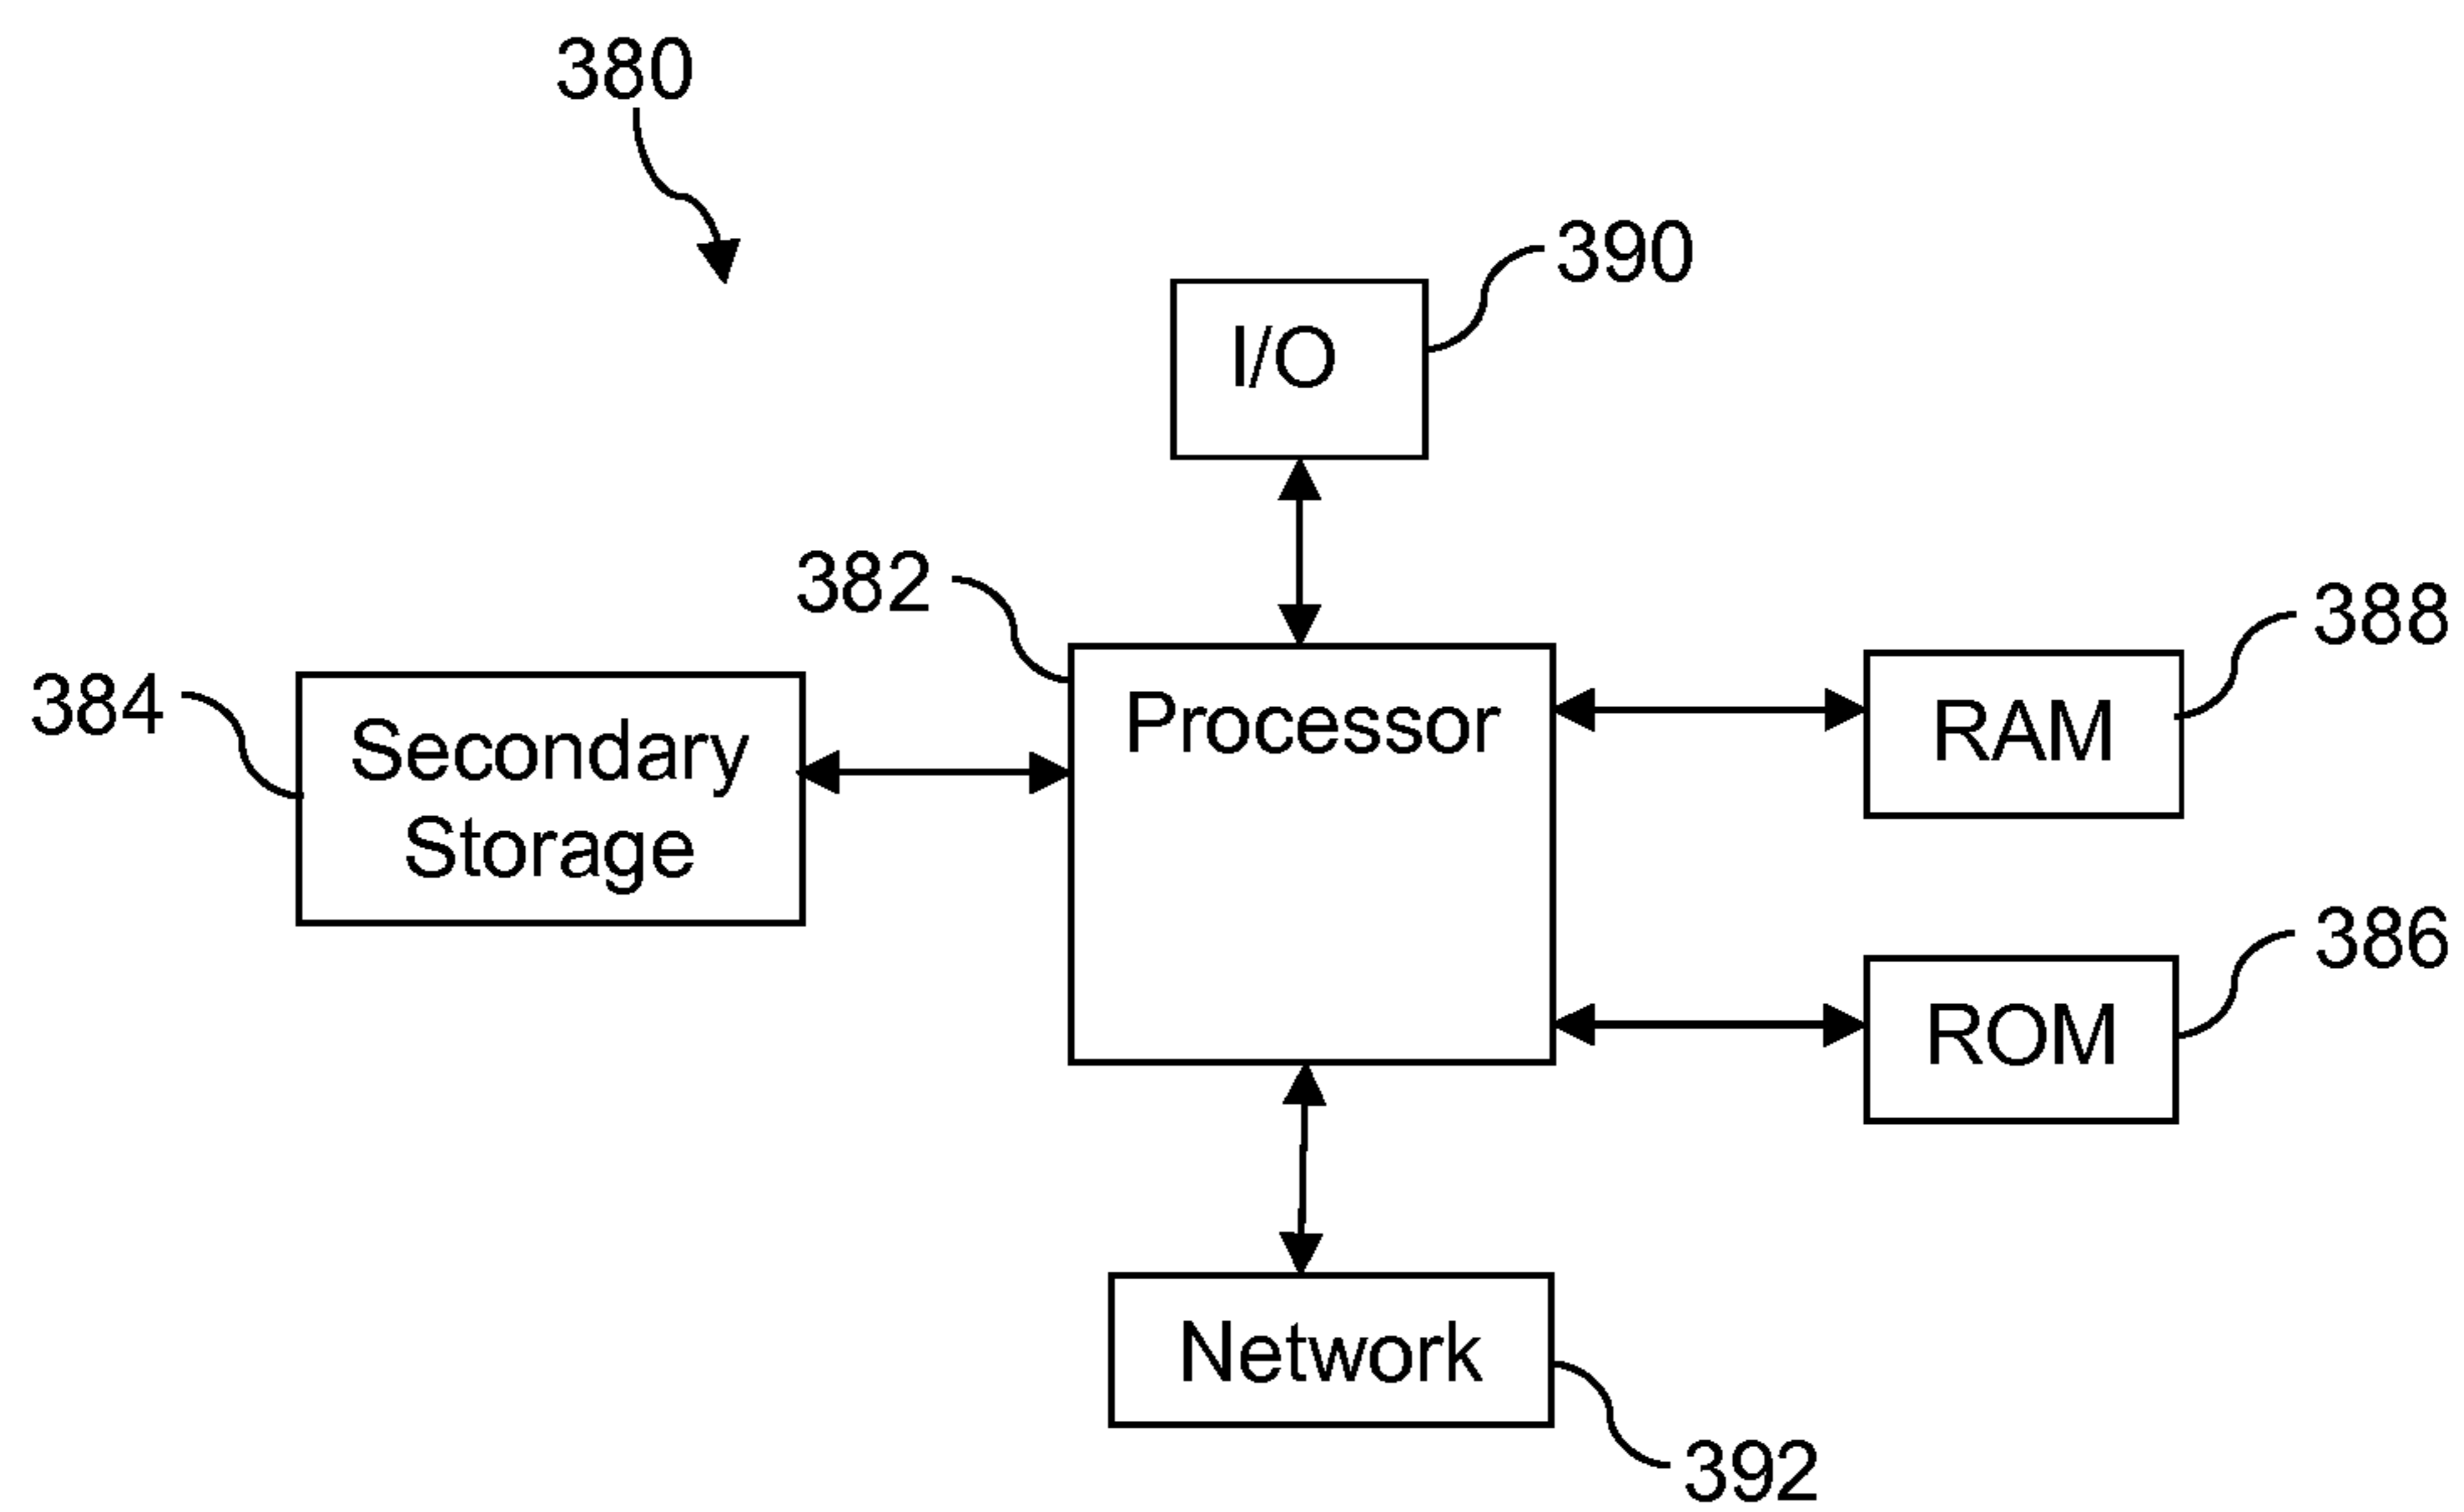 380
390
I/O
382
388
384
Processor
RAM
Secondary
Storage
386
ROM
Network
392